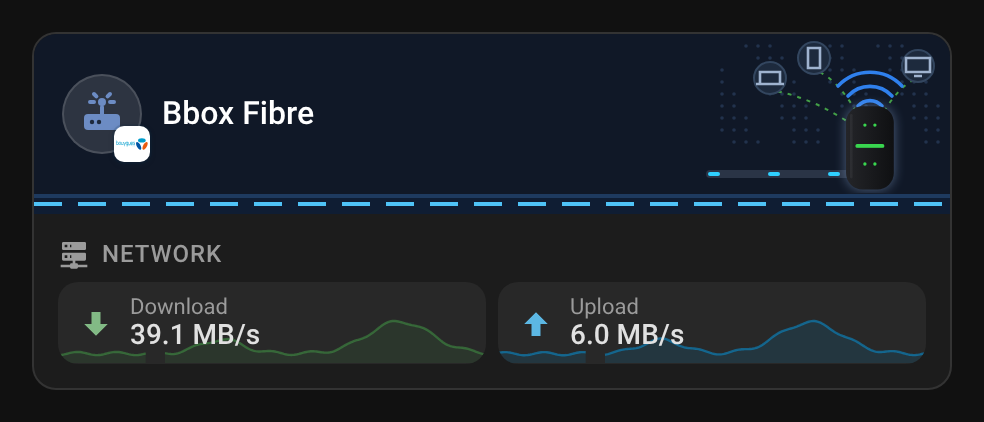 Bbox Fibre
NETWORK
Download
39.1 MB/s
Upload
6.0 MB/s